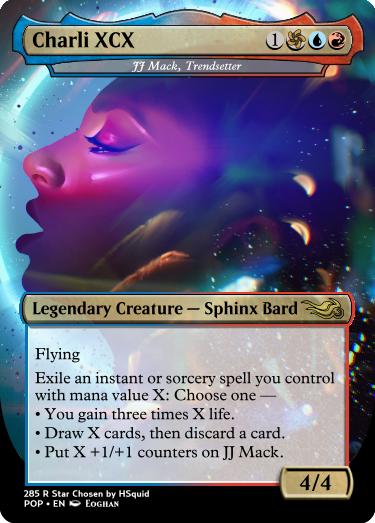 Charli XCX 1
JJ Mack, Trendsetter
Legendary Creature — Sphinx Bard
Flying
Exile an instant or sorcery spell you control
with mana value X: Choose one —
• You gain three times X life.
• Draw X cards, then discard a card.
• Put X +1/+1 counters on JJ Mack.
4/4
285 R Star Chosen by HSquid
POP • EN Eoghan